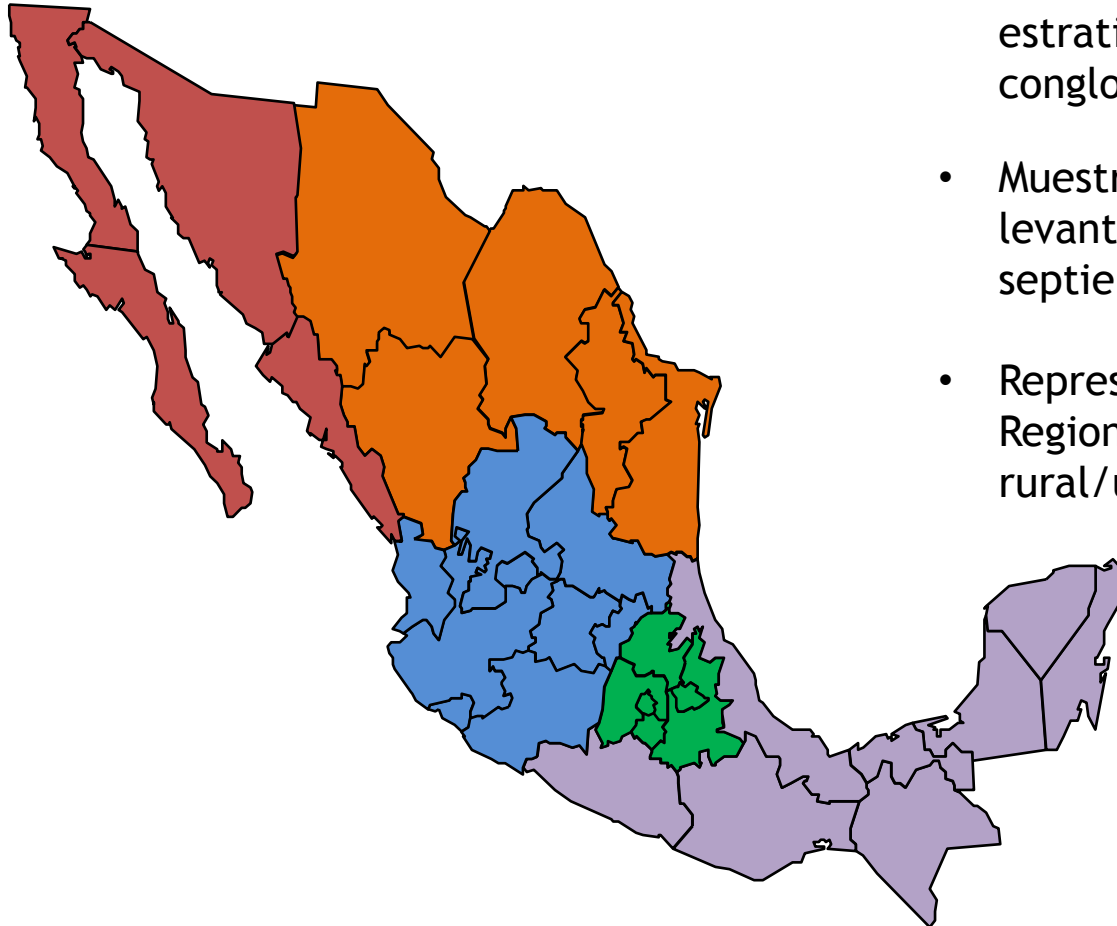 estrati
conglo
• Muestr
levant
septie
• Repres
Region
rural/u